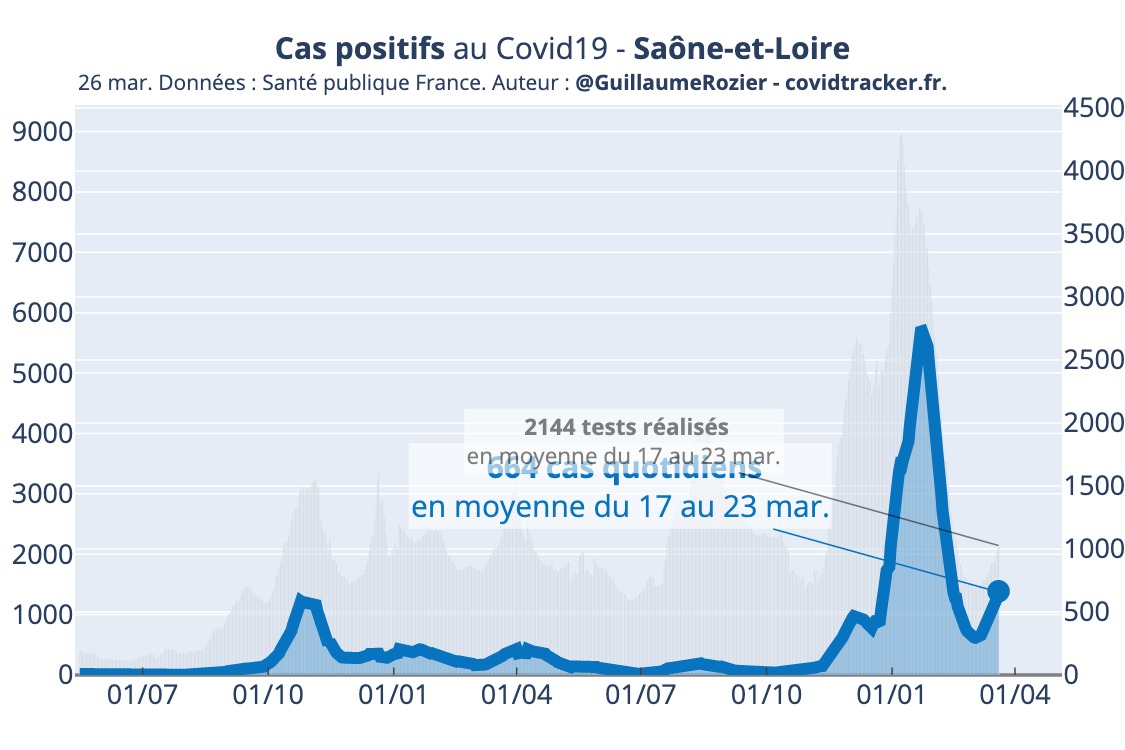 Cas positifs au Covid19 - Saône-et-Loire
26 mar. Données : Santé publique France. Auteur : @GuillaumeRozier - covidtracker.fr.
4500
9000
8000
7000
6000
5000
4000
3000
2000
1000
0
4000
3500
3000
2500
2000
1500
1000
500
0
2144 tests réalisés
en moyenne du 17 au 23 mar.
664 cas quotidiens
en moyenne du 17 au 23 mar.
01/07 01/10 01/01 01/04 01/07 01/10 01/01 01/04